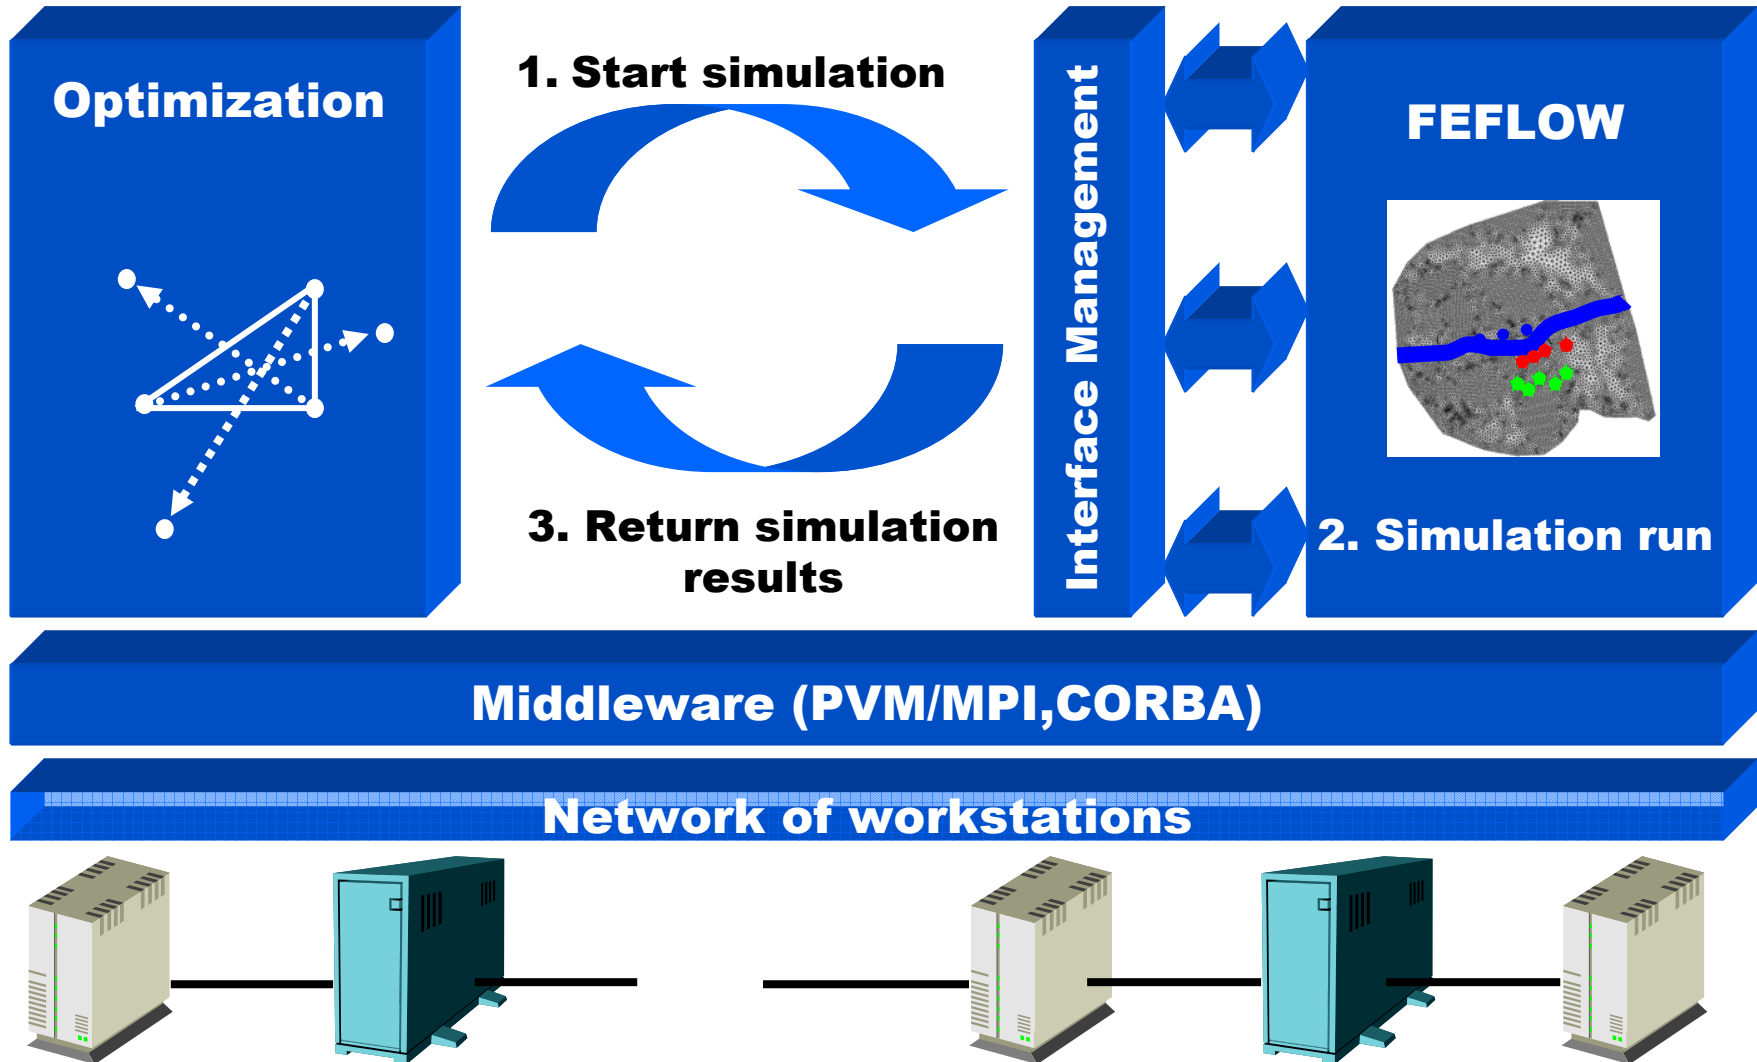 Optimization
1. Start simulation
Interface Management
FEFLOW
3. Return simulation
results
2. Simulation run
Middleware (PVM/MPI,CORBA)
Network of workstations